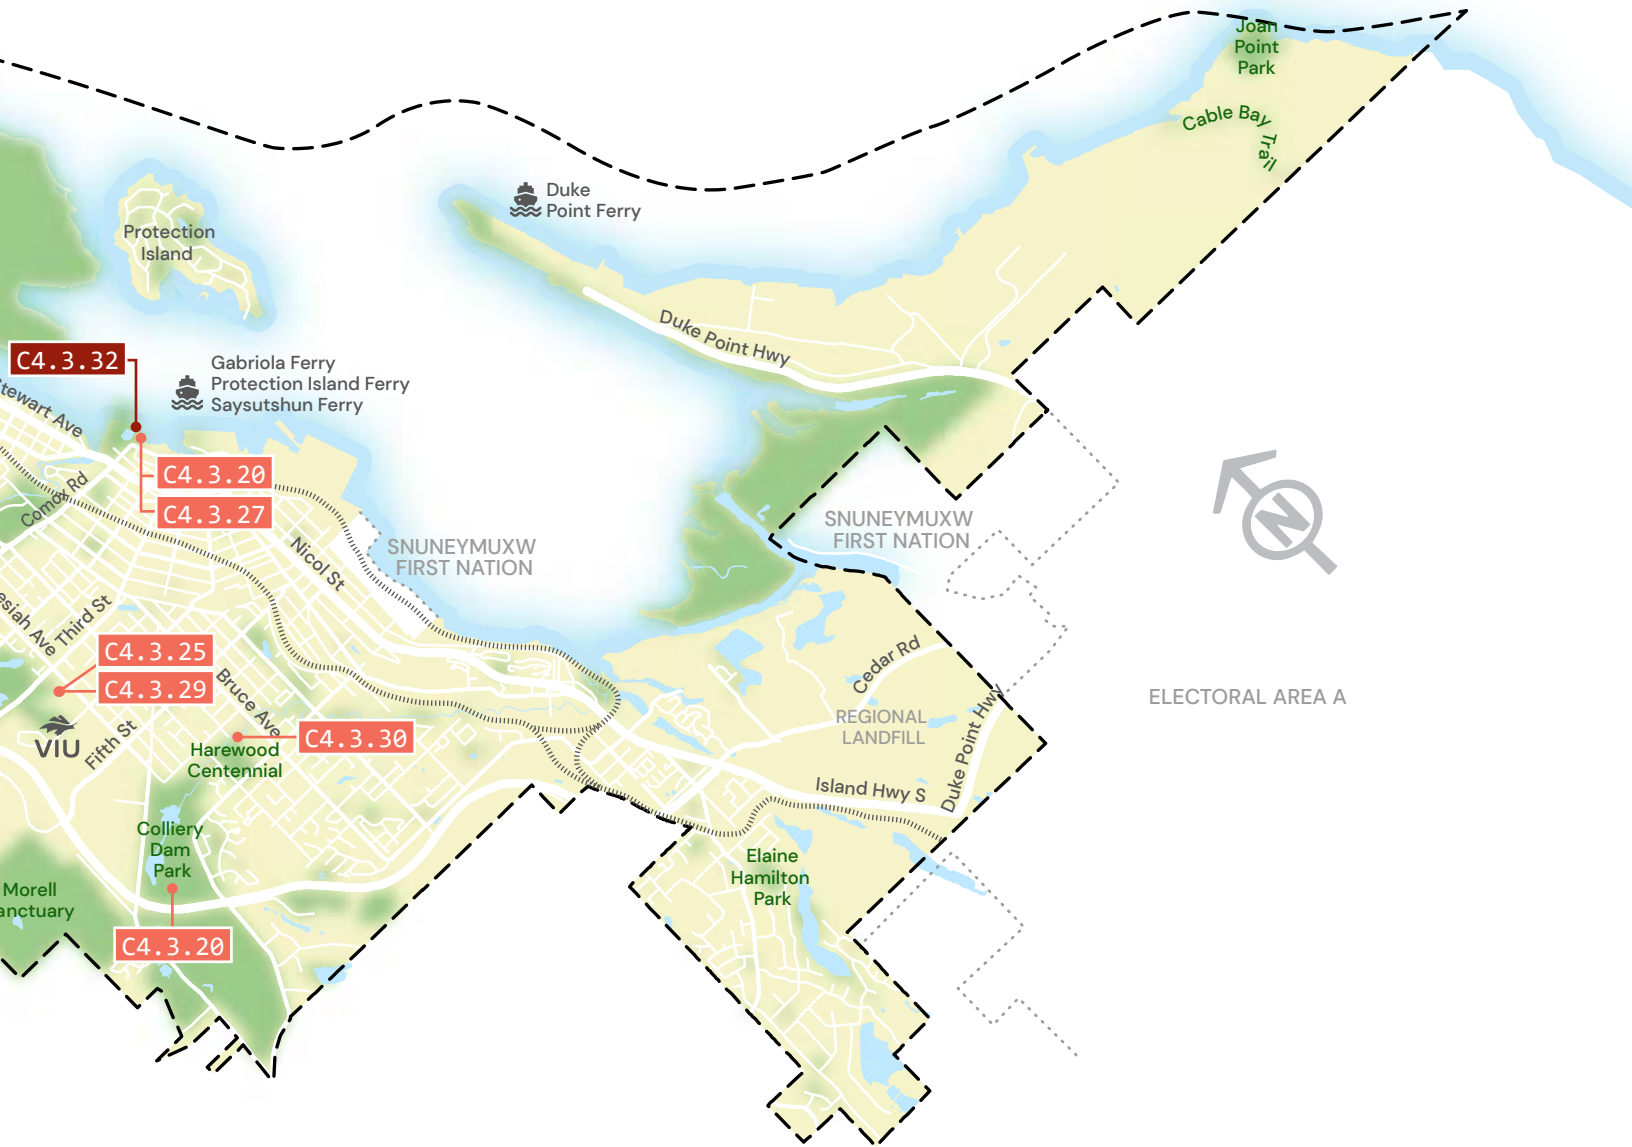 Joan
Point
Park
Cable Bay Trail
Duke
Point Ferry
Protection
Island
Duke Point Hwy
C4.3.32
Gabriola Ferry
Protection Island Ferry
Saysutshun Ferry
Stewart Ave
C4.3.20
C4.3.27
Comox Rd
Nicol St
SNUNEYMUXW
FIRST NATION
SNUNEYMUXW
FIRST NATION
esiah Ave
Third St
C4.3.25
C4.3.29
Bruce Ave
VIU
Fifth St
C4.3.30
Harewood
Centennial
Cedar Rd
REGIONAL
LANDFILL
Duke Point Hwy
Island Hwy S
ELECTORAL AREA A
N
Colliery
Dam
Park
Elaine
Hamilton
Park
Morell
anctuary
C4.3.20